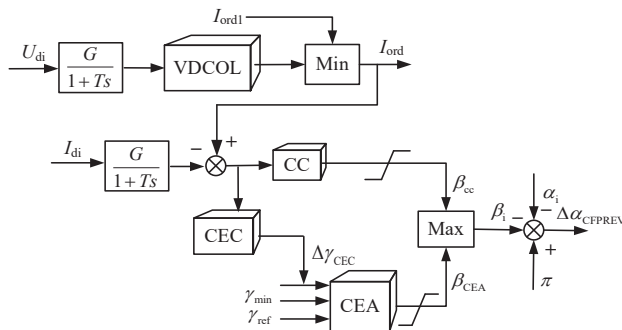 I_ord1
U_di
G
1+Ts
VDCOL
Min
I_ord
I_di
G
1+Ts
−
+
CC
β_cc
α_i
CEC
Δγ_CEC
Max
β_i
−
−
Δα_CFPREV
+
π
γ_min
γ_ref
CEA
β_CEA